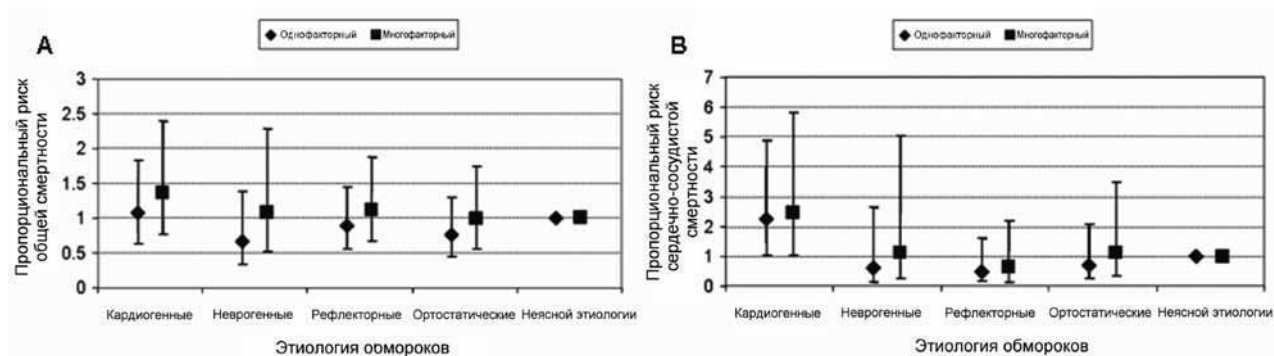 Однофакторный Многофакторный
A
Пропорциональный риск
общей смертности
3
2.5
2
1.5
1
0.5
0
Кардиогенные Неврогенные Рефлекторные Ортостатические Неясной этиологии
Этиология обмороков
Однофакторный Многофакторный
B
Пропорциональный риск
сердечно-сосудистой
смертности
7
6
5
4
3
2
1
0
Кардиогенные Неврогенные Рефлекторные Ортостатические Неясной этиологии
Этиология обмороков